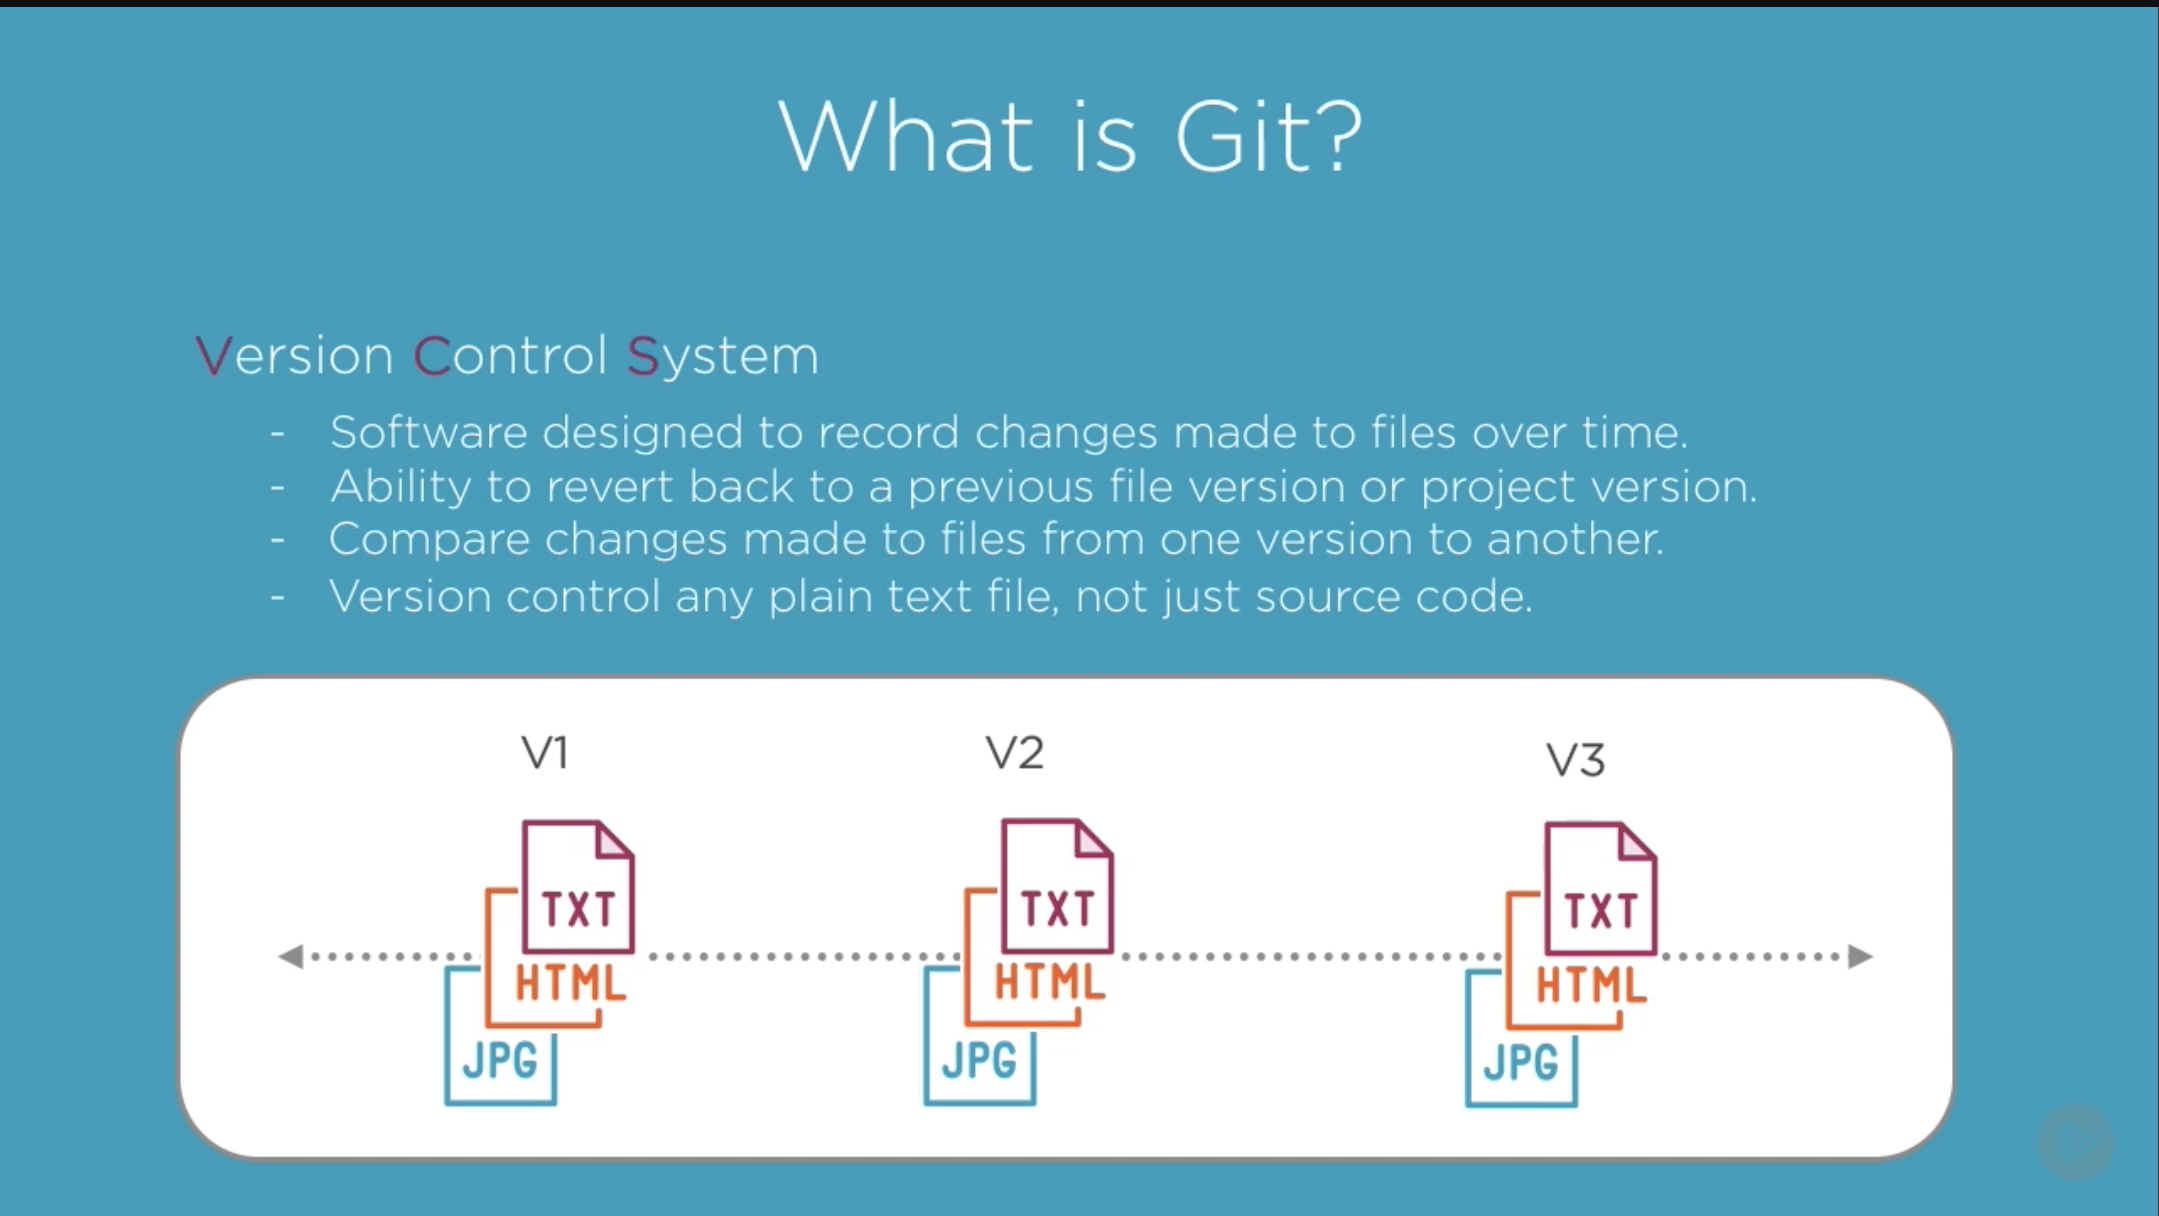 What is Git?
Version Control System
- Software designed to record changes made to files over time.
- Ability to revert back to a previous file version or project version.
- Compare changes made to files from one version to another.
- Version control any plain text file, not just source code.
V1 V2 V3
TXT TXT TXT
HTML HTML HTML
JPG JPG JPG